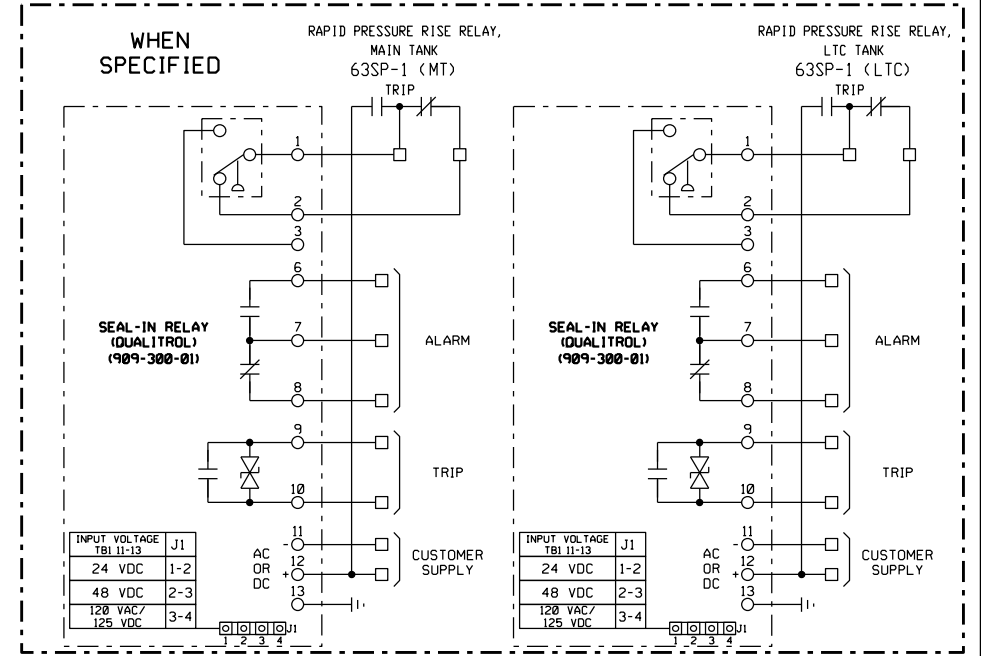 WHEN
SPECIFIED
RAPID PRESSURE RISE RELAY,
MAIN TANK
63SP-1 (MT)
TRIP
1
2
3
6
7
8
9
10
11
12
13
SEAL-IN RELAY
(QUALITROL)
(909-300-01)
ALARM
TRIP
AC
OR
DC
-
+
CUSTOMER
SUPPLY
INPUT VOLTAGE
TB1 11-13
J1
24 VDC
1-2
48 VDC
2-3
120 VAC/
125 VDC
3-4
J1
1 2 3 4
RAPID PRESSURE RISE RELAY,
LTC TANK
63SP-1 (LTC)
TRIP
1
2
3
6
7
8
9
10
11
12
13
SEAL-IN RELAY
(QUALITROL)
(909-300-01)
ALARM
TRIP
AC
OR
DC
-
+
CUSTOMER
SUPPLY
INPUT VOLTAGE
TB1 11-13
J1
24 VDC
1-2
48 VDC
2-3
120 VAC/
125 VDC
3-4
J1
1 2 3 4